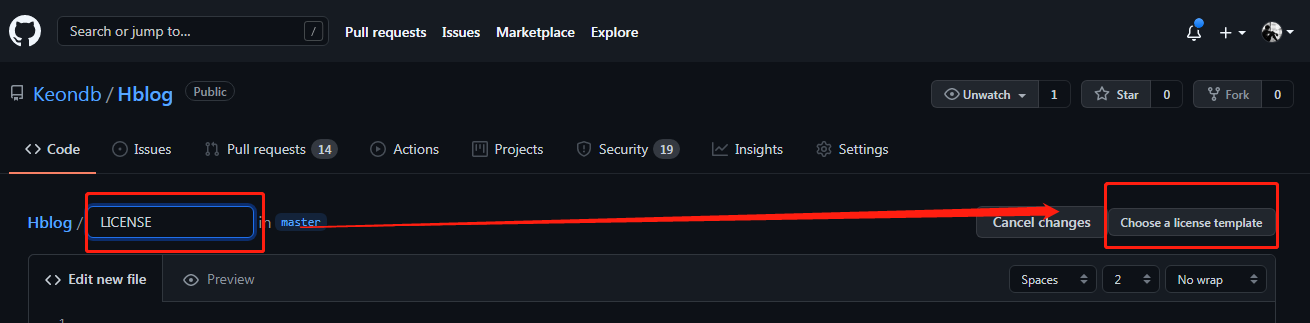 Search or jump to... / Pull requests Issues Marketplace Explore
Keondb / Hblog Public Unwatch 1 Star 0 Fork 0
Code Issues Pull requests 14 Actions Projects Security 19 Insights Settings
Hblog / LICENSE in master Cancel changes Choose a license template
Edit new file Preview Spaces 2 No wrap
1